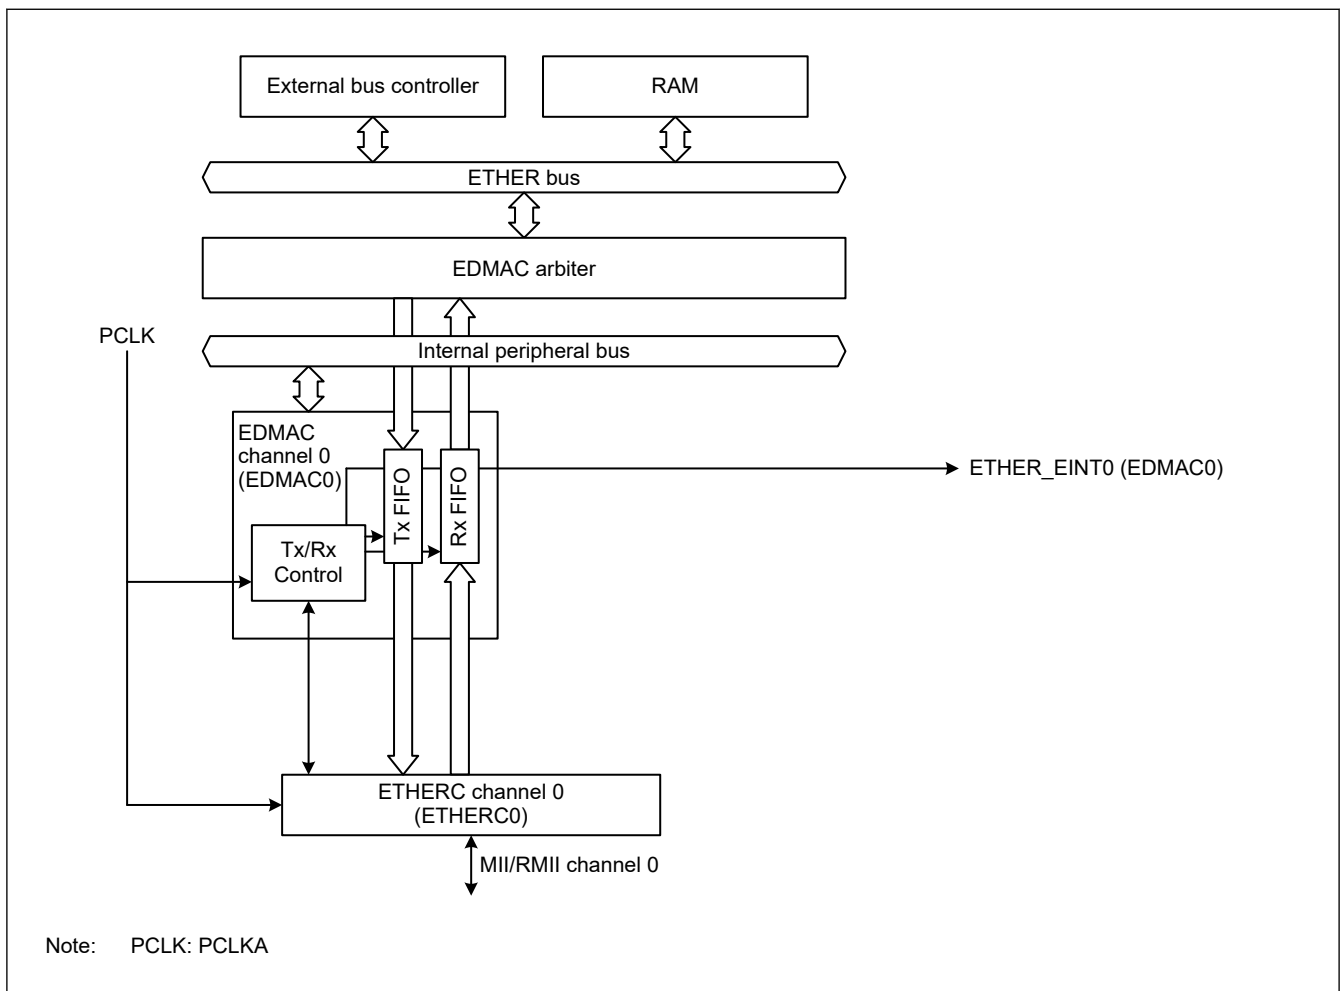 External bus controller
RAM
ETHER bus
EDMAC arbiter
PCLK
Internal peripheral bus
EDMAC
channel 0
(EDMAC0)
Tx FIFO
Rx FIFO
ETHER_EINT0 (EDMAC0)
Tx/Rx
Control
ETHERC channel 0
(ETHERC0)
MII/RMII channel 0
Note: PCLK: PCLKA